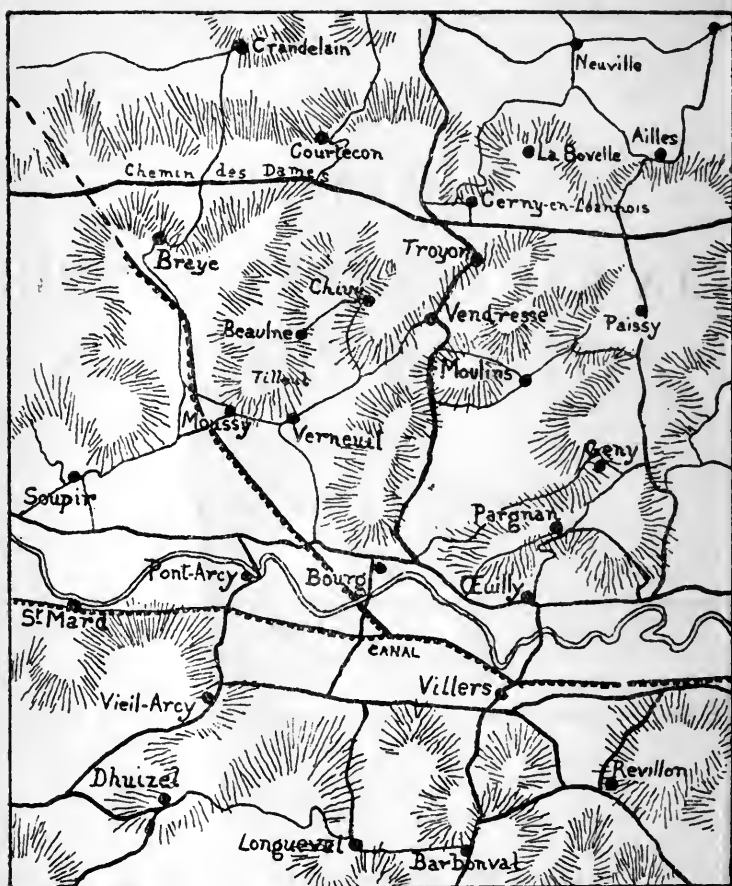 Crandelain
Neuville
Courtecon
La Bovelle
Ailles
Chemin des Dames
Cerny-en-Laonnois
Braye
Troyon
Chivy
Vendresse
Paissy
Beaulne
Tilleul
Moulins
Moussy
Verneuil
Geny
Soupir
Pargnan
Pont-Arcy
Bourg
Œuilly
St Mard
CANAL
Villers
Vieil-Arcy
Dhuizel
Revillon
Longueval
Barbonval